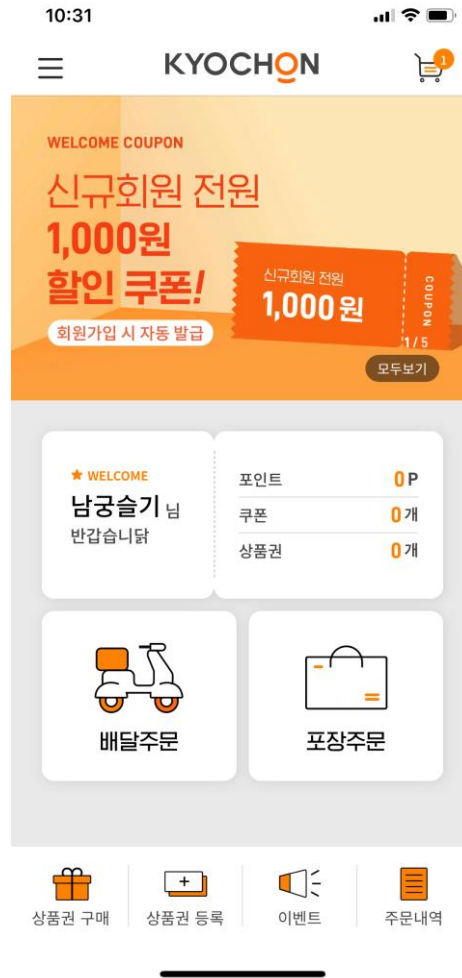 10:31
KYOCHON
1
WELCOME COUPON
신규회원 전원
1,000원
할인 쿠폰!
회원가입 시 자동 발급
신규회원 전원
1,000원
COUPON
1/5
모두보기
★ WELCOME
남궁슬기 님
반갑습니닭
포인트 0 P
쿠폰 0 개
상품권 0 개
배달주문
포장주문
상품권 구매
상품권 등록
이벤트
주문내역